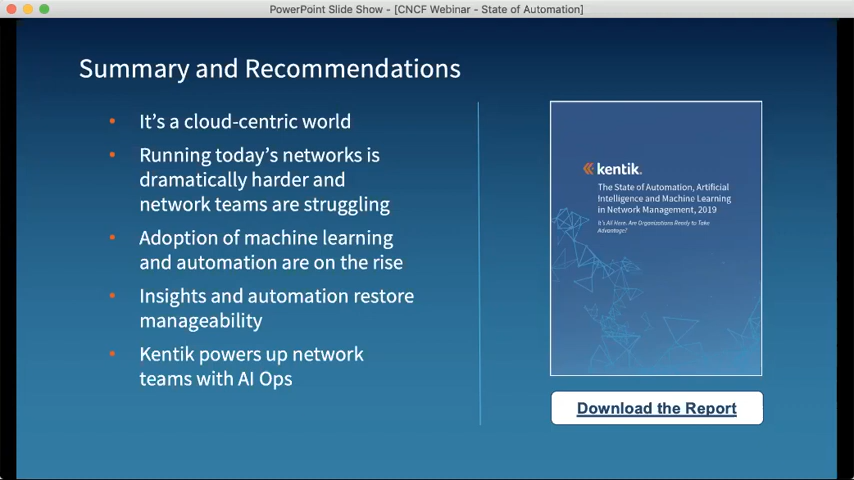 PowerPoint Slide Show - [CNCF Webinar - State of Automation]
Summary and Recommendations
• It's a cloud-centric world
• Running today's networks is
dramatically harder and
network teams are struggling
• Adoption of machine learning
and automation are on the rise
• Insights and automation restore
manageability
• Kentik powers up network
teams with AI Ops
kentik.
The State of Automation, Artificial
Intelligence and Machine Learning
in Network Management, 2019
It's All Here. Are Organizations Ready to Take
Advantage?
Download the Report